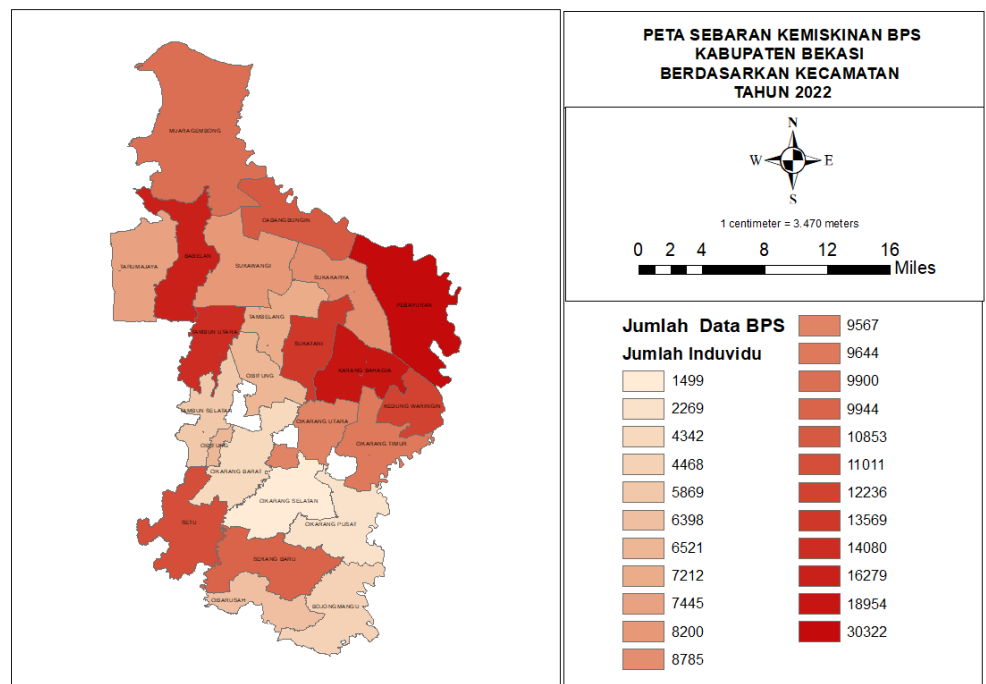 PETA SEBARAN KEMISKINAN BPS
KABUPATEN BEKASI
BERDASARKAN KECAMATAN
TAHUN 2022
N
W E
S
1 centimeter = 3.470 meters
0 2 4 8 12 16
Miles
Jumlah Data BPS
Jumlah Induvidu
1499
2269
4342
4468
5869
6398
6521
7212
7445
8200
8785
9567
9644
9900
9944
10853
11011
12236
13569
14080
16279
18954
30322
MUARAGEMBONG
CABANGBUNGIN
BABELAN
TARUMAJAYA
SUKAWANGI
SUKAKARYA
PEBAYURAN
TAMBELANG
TAMBUN UTARA
SUKATANI
KARANG BAHAGIA
CIBITUNG
KEDUNG WARINGIN
TAMBUN SELATAN
CIKARANG UTARA
CIKARANG TIMUR
CIBITUNG
CIKARANG BARAT
CIKARANG SELATAN
SETU
CIKARANG PUSAT
SERANG BARU
CIBARUSAH
BOJONGMANGU